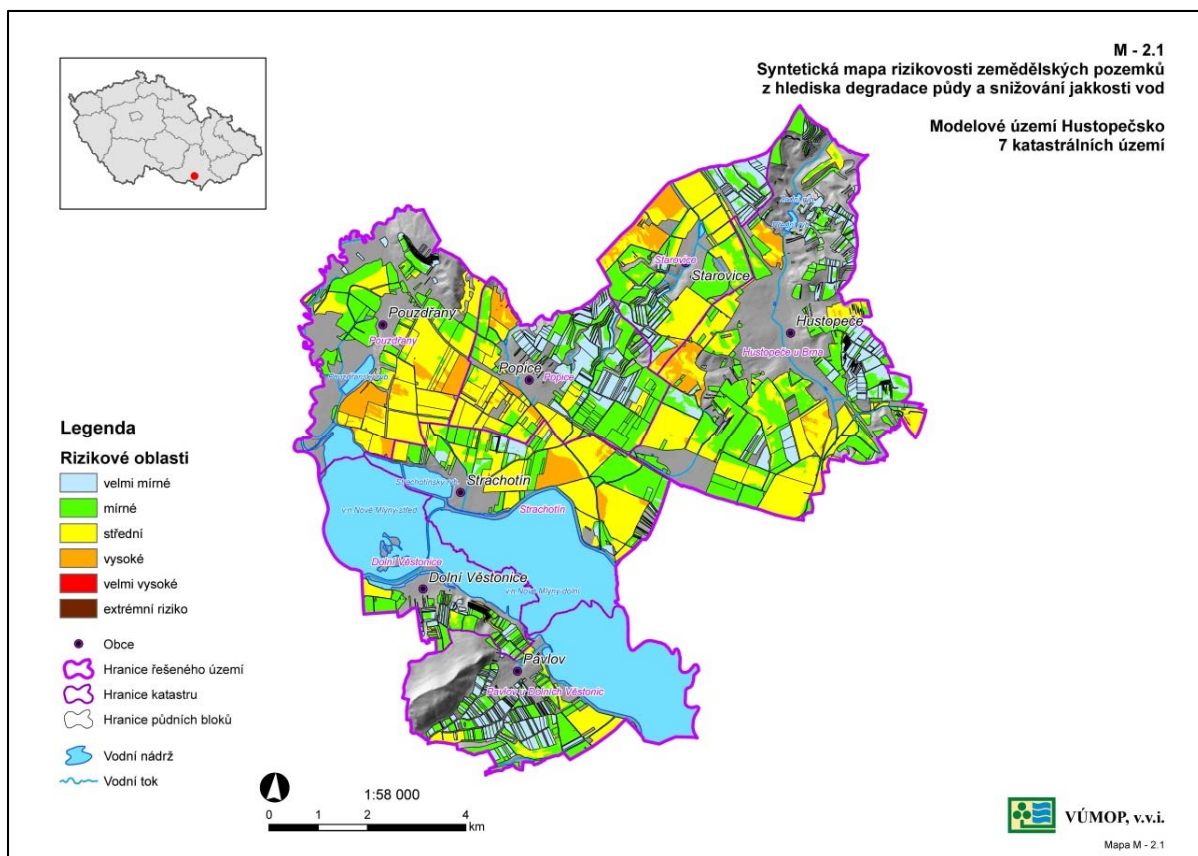 M - 2.1
Syntetická mapa rizikovosti zemědělských pozemků
z hlediska degradace půdy a snižování jakkosti vod
Modelové území Hustopečsko
7 katastrálních území
Starovice
Starovice
Pouzdřany
Pouzdřany
Hustopeče
Hustopeče u Brna
Popice
Popice
Strachotín
Strachotínský ryb.
Strachotín
v.n Nové Mlýny-střed
Dolní Věstonice
Dolní Věstonice
v.n Nové Mlýny-dolní
Pavlov
Pavlov u Dolních Věstonic
Legenda
Rizikové oblasti
velmi mírné
mírné
střední
vysoké
velmi vysoké
extrémní riziko
Obce
Hranice řešeného území
Hranice katastru
Hranice půdních bloků
Vodní nádrž
Vodní tok
1:58 000
0 1 2 4
km
VÚMOP, v.v.i.
Mapa M - 2.1